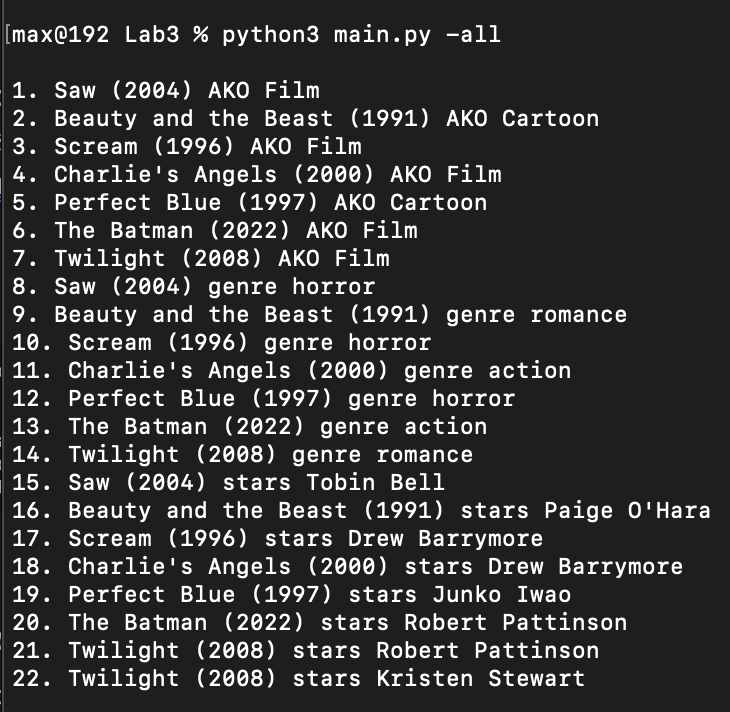 [max@192 Lab3 % python3 main.py -all
1. Saw (2004) AKO Film
2. Beauty and the Beast (1991) AKO Cartoon
3. Scream (1996) AKO Film
4. Charlie's Angels (2000) AKO Film
5. Perfect Blue (1997) AKO Cartoon
6. The Batman (2022) AKO Film
7. Twilight (2008) AKO Film
8. Saw (2004) genre horror
9. Beauty and the Beast (1991) genre romance
10. Scream (1996) genre horror
11. Charlie's Angels (2000) genre action
12. Perfect Blue (1997) genre horror
13. The Batman (2022) genre action
14. Twilight (2008) genre romance
15. Saw (2004) stars Tobin Bell
16. Beauty and the Beast (1991) stars Paige O'Hara
17. Scream (1996) stars Drew Barrymore
18. Charlie's Angels (2000) stars Drew Barrymore
19. Perfect Blue (1997) stars Junko Iwao
20. The Batman (2022) stars Robert Pattinson
21. Twilight (2008) stars Robert Pattinson
22. Twilight (2008) stars Kristen Stewart